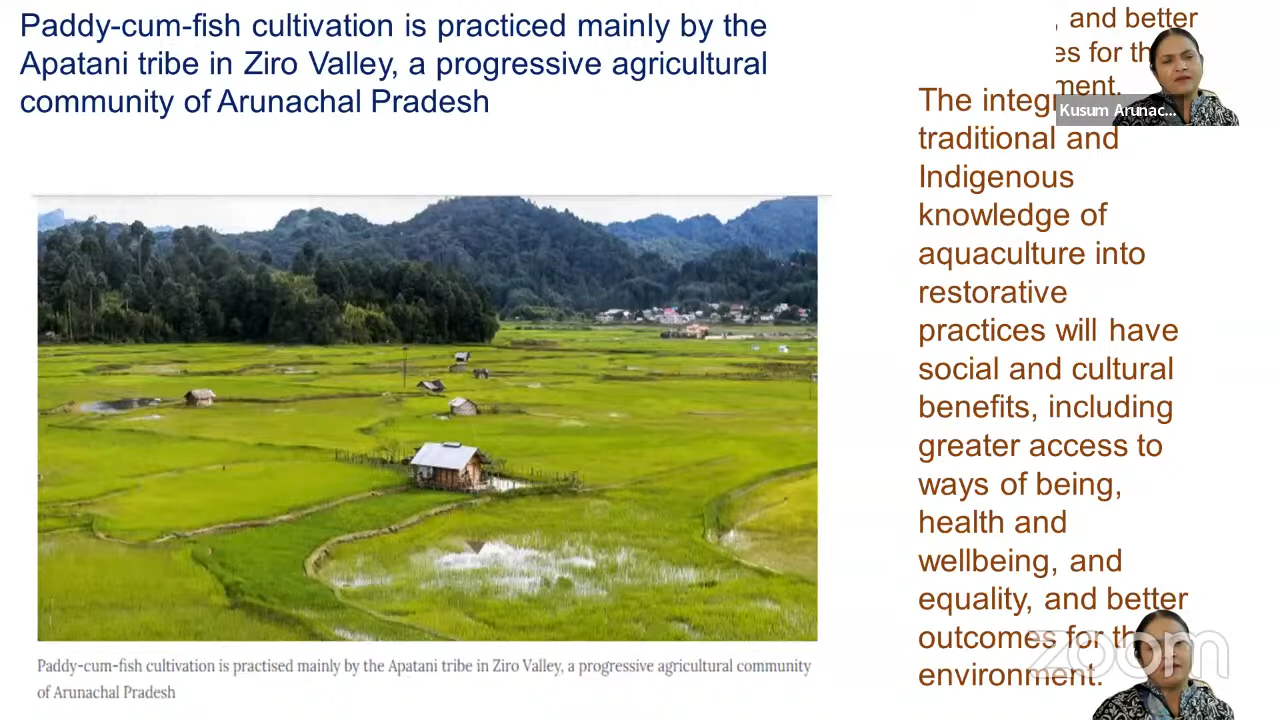 Paddy-cum-fish cultivation is practiced mainly by the
Apatani tribe in Ziro Valley, a progressive agricultural
community of Arunachal Pradesh
Paddy-cum-fish cultivation is practised mainly by the Apatani tribe in Ziro Valley, a progressive agricultural community
of Arunachal Pradesh
, and better
es for th
ment.
Kusum Arunac...
The integ
traditional and
Indigenous
knowledge of
aquaculture into
restorative
practices will have
social and cultural
benefits, including
greater access to
ways of being,
health and
wellbeing, and
equality, and better
outcomes for th
environment.
zoom